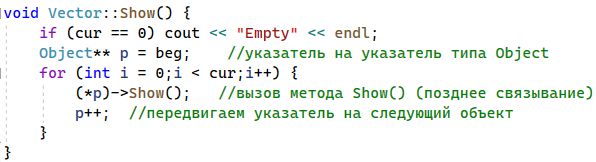 void Vector::Show() {
    if (cur == 0) cout << "Empty" << endl;
    Object** p = beg;    //указатель на указатель типа Object
    for (int i = 0;i < cur;i++) {
        (*p)->Show();   //вызов метода Show() (позднее связывание)
        p++;  //передвигаем указатель на следующий объект
    }
}